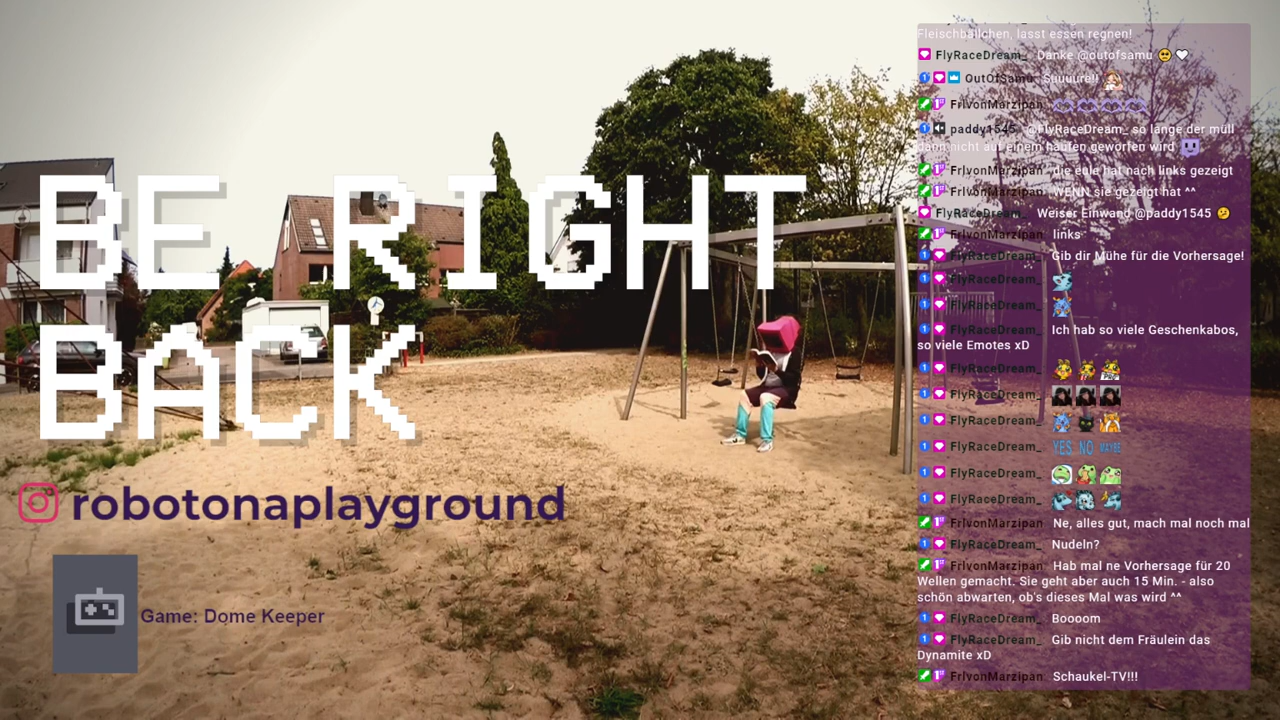 BE RIGHT
BACK
robotonaplayground
Game: Dome Keeper
Fleischbällchen, lasst essen regnen!
FlyRaceDream_ Danke @outofsamu
OutOfSamu Suuuure!!
FrlvonMarzipan
paddy1545 @FlyRaceDream_ so lange der müll
dann nicht auf einem haufen geworfen wird
FrlvonMarzipan die eule hat nach links gezeigt
FrlvonMarzipan WENN sie gezeigt hat ^^
FlyRaceDream_ Weiser Einwand @paddy1545
FrlvonMarzipan links
FlyRaceDream_ Gib dir Mühe für die Vorhersage!
FlyRaceDream_
FlyRaceDream_
FlyRaceDream_ Ich hab so viele Geschenkabos,
so viele Emotes xD
FlyRaceDream_
FlyRaceDream_
FlyRaceDream_
FlyRaceDream_ YES NO MAYBE
FlyRaceDream_
FlyRaceDream_
FrlvonMarzipan Ne, alles gut, mach mal noch mal
FlyRaceDream_ Nudeln?
FrlvonMarzipan Hab mal ne Vorhersage für 20
Wellen gemacht. Sie geht aber auch 15 Min. - also
schön abwarten, ob's dieses Mal was wird ^^
FlyRaceDream_ Boooom
FlyRaceDream_ Gib nicht dem Fräulein das
Dynamite xD
FrlvonMarzipan Schaukel-TV!!!